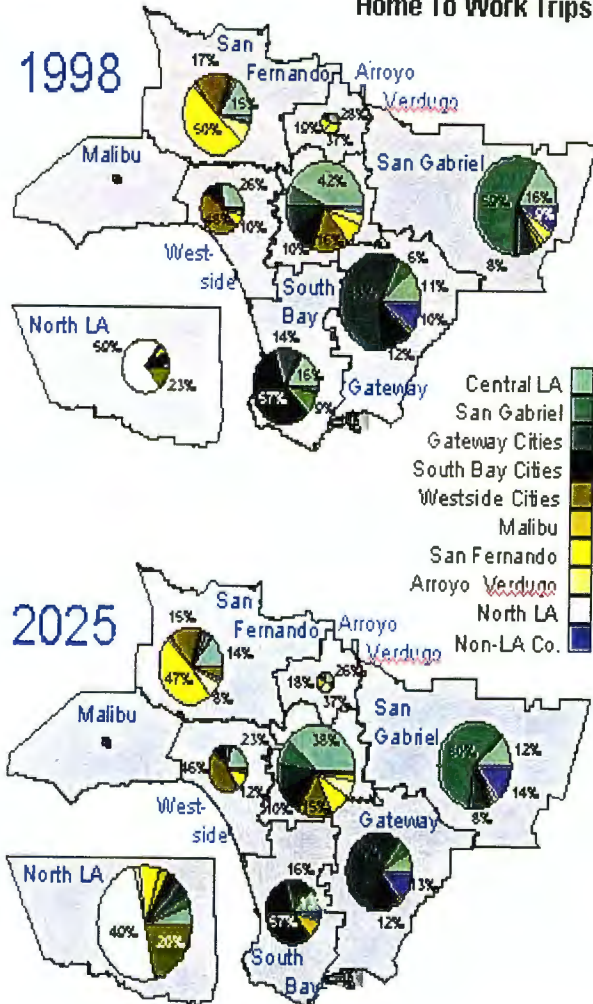 Home To Work Trips
1998
San
Fernando
Arroyo
Verdugo
17%
15%
50%
28%
19%
37%
Malibu
San Gabriel
42%
26%
10%
16%
9%
8%
West-
side
10%
16%
6%
11%
10%
12%
South
Bay
14%
16%
9%
Gateway
North LA
50%
23%
Central LA
San Gabriel
Gateway Cities
South Bay Cities
Westside Cities
Malibu
San Fernando
Arroyo Verdugo
North LA
Non-LA Co.
2025
San
Fernando
Arroyo
Verdugo
15%
14%
47%
8%
26%
18%
37%
Malibu
San
Gabriel
38%
23%
46%
12%
12%
14%
8%
West-
side
10%
15%
Gateway
13%
12%
North LA
40%
20%
16%
57%
South
Bay